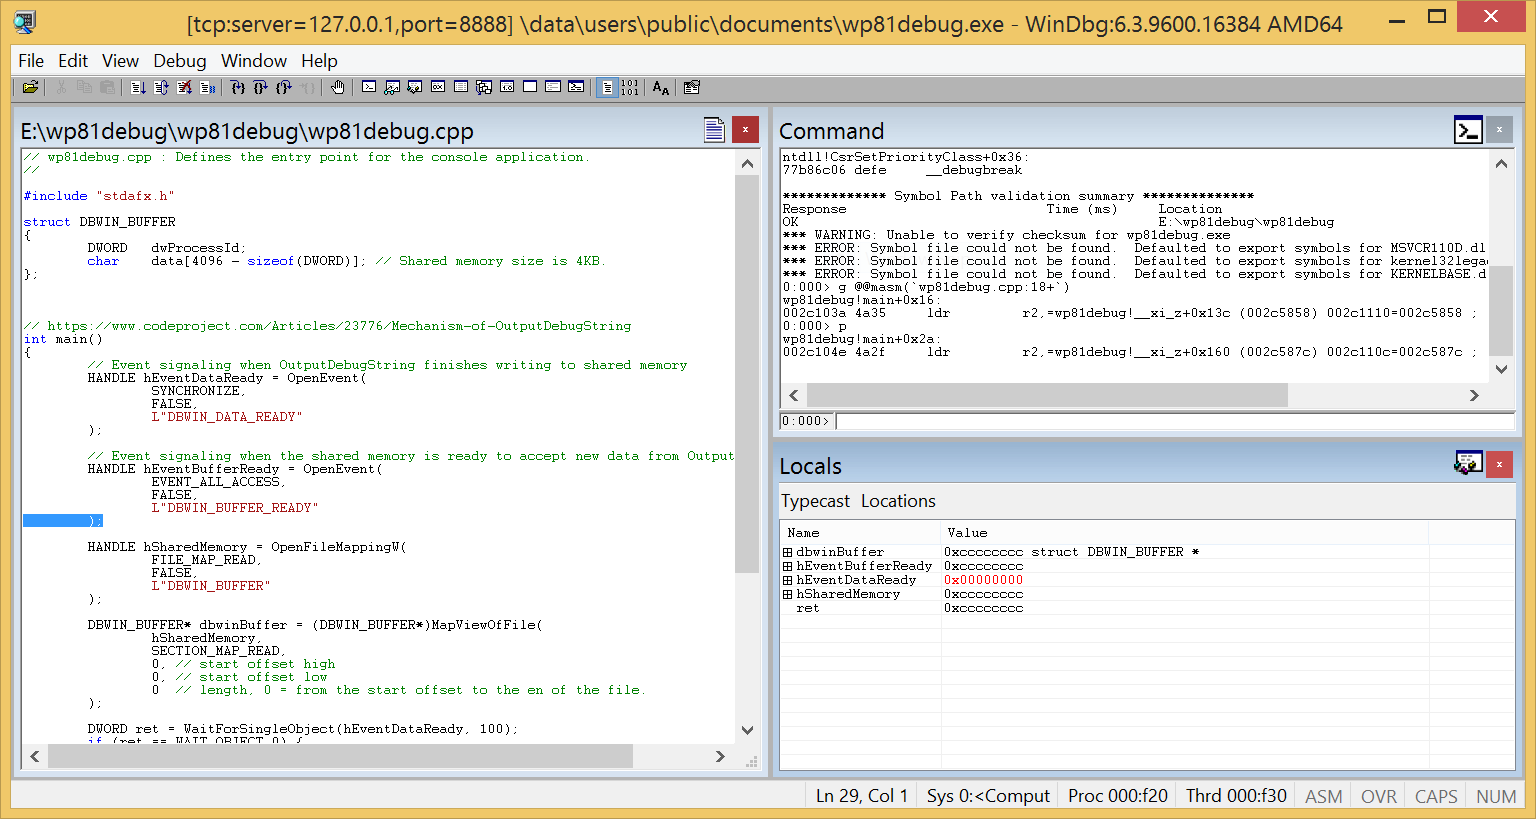 [tcp:server=127.0.0.1,port=8888] \data\users\public\documents\wp81debug.exe - WinDbg:6.3.9600.16384 AMD64
File Edit View Debug Window Help
E:\wp81debug\wp81debug\wp81debug.cpp
// wp81debug.cpp : Defines the entry point for the console application.
//
#include "stdafx.h"
struct DBWIN_BUFFER
{
DWORD dwProcessId;
char data[4096 - sizeof(DWORD)]; // Shared memory size is 4KB.
};
// https://www.codeproject.com/Articles/23776/Mechanism-of-OutputDebugString
int main()
{
// Event signaling when OutputDebugString finishes writing to shared memory
HANDLE hEventDataReady = OpenEvent(
SYNCHRONIZE,
FALSE,
L"DBWIN_DATA_READY"
);
// Event signaling when the shared memory is ready to accept new data from Output
HANDLE hEventBufferReady = OpenEvent(
EVENT_ALL_ACCESS,
FALSE,
L"DBWIN_BUFFER_READY"
);
HANDLE hSharedMemory = OpenFileMappingW(
FILE_MAP_READ,
FALSE,
L"DBWIN_BUFFER"
);
DBWIN_BUFFER* dbwinBuffer = (DBWIN_BUFFER*)MapViewOfFile(
hSharedMemory,
SECTION_MAP_READ,
0, // start offset high
0, // start offset low
0 // length, 0 = from the start offset to the en of the file.
);
DWORD ret = WaitForSingleObject(hEventDataReady, 100);
if (ret == WAIT_OBJECT_0) {
Command
ntdll!CsrSetPriorityClass+0x36:
77b86c06 defe __debugbreak
************* Symbol Path validation summary **************
Response Time (ms) Location
OK E:\wp81debug\wp81debug
*** WARNING: Unable to verify checksum for wp81debug.exe
*** ERROR: Symbol file could not be found. Defaulted to export symbols for MSVCR110D.dl
*** ERROR: Symbol file could not be found. Defaulted to export symbols for kernel32lega
*** ERROR: Symbol file could not be found. Defaulted to export symbols for KERNELBASE.d
0:000> g @@masm(`wp81debug.cpp:18+`)
wp81debug!main+0x16:
002c103a 4a35 ldr r2,=wp81debug!__xi_z+0x13c (002c5858) 002c1110=002c5858 ;
0:000> p
wp81debug!main+0x2a:
002c104e 4a2f ldr r2,=wp81debug!__xi_z+0x160 (002c587c) 002c110c=002c587c ;
0:000>
Locals
Typecast Locations
Name Value
dbwinBuffer 0xcccccccc struct DBWIN_BUFFER *
hEventBufferReady 0xcccccccc
hEventDataReady 0x00000000
hSharedMemory 0xcccccccc
ret 0xcccccccc
Ln 29, Col 1 Sys 0:<Comput Proc 000:f20 Thrd 000:f30 ASM OVR CAPS NUM